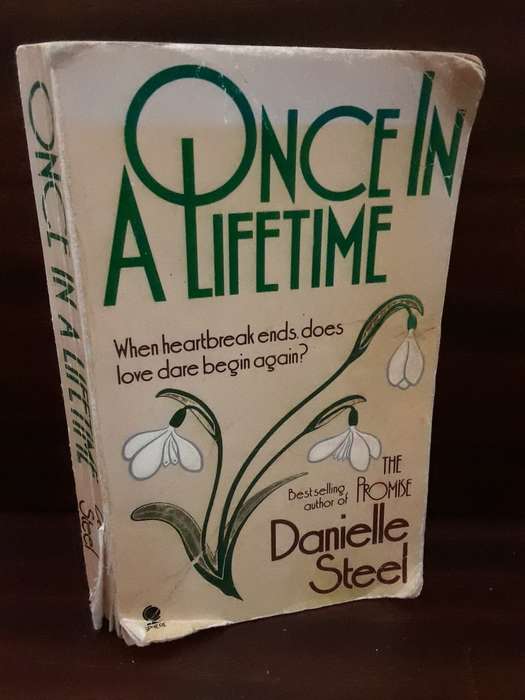 ONCE IN
A LIFETIME
When heartbreak ends, does
love dare begin again?
Bestselling
author of
THE
PROMISE
Danielle
Steel
ONCE IN A LIFETIME
Steel